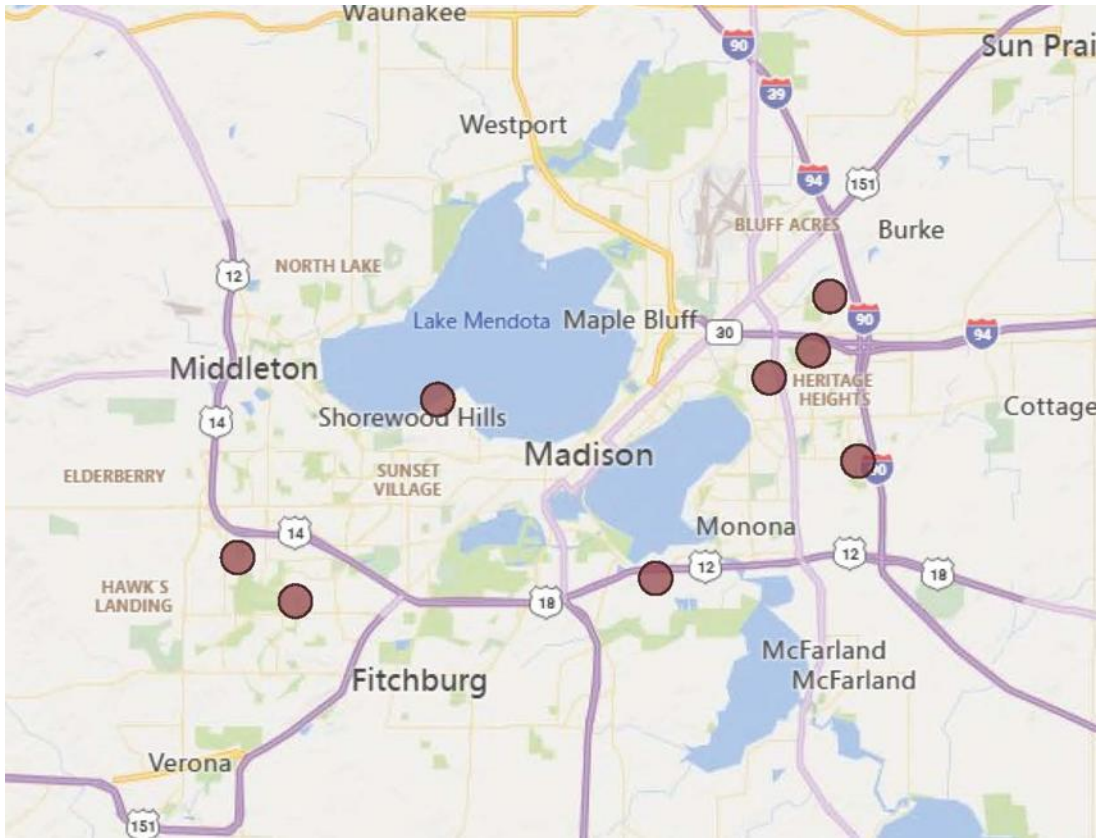 Waunakee
90
Sun Prai
39
Westport
94
151
BLUFF ACRES
Burke
NORTH LAKE
12
Lake Mendota
Maple Bluff
30
90
94
Middleton
HERITAGE
HEIGHTS
14
Shorewood Hills
Cottage
Madison
ELDERBERRY
SUNSET
VILLAGE
90
14
Monona
12
12
HAWK'S
LANDING
18
18
McFarland
McFarland
Fitchburg
Verona
151